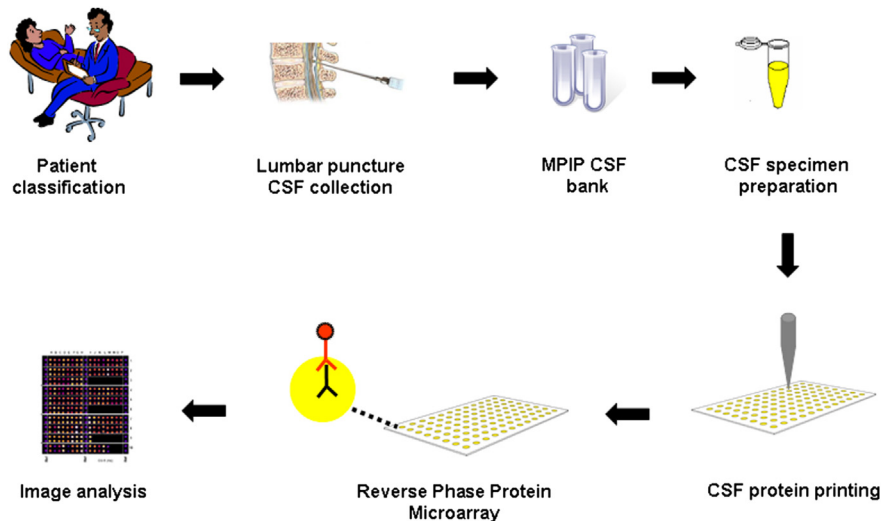 Patient
classification
Lumbar puncture
CSF collection
MPIP CSF
bank
CSF specimen
preparation
CSF protein printing
Reverse Phase Protein
Microarray
Image analysis